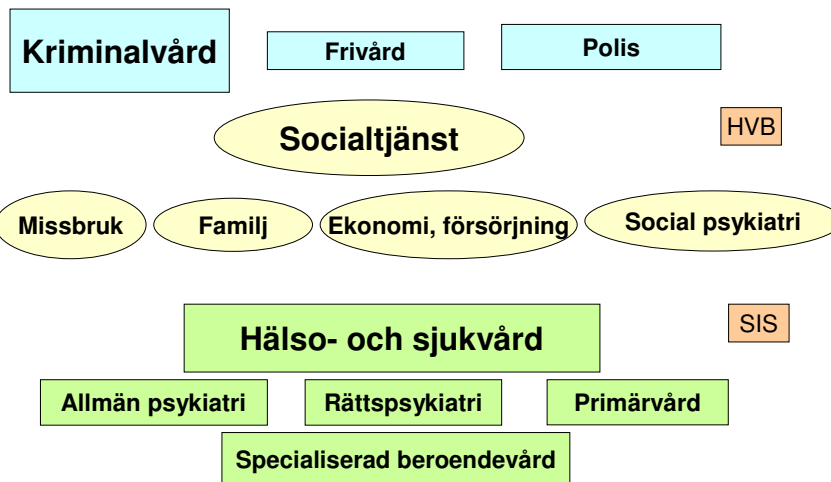 Kriminalvård
Frivård
Polis
Socialtjänst
HVB
Missbruk
Familj
Ekonomi, försörjning
Social psykiatri
Hälso- och sjukvård
SIS
Allmän psykiatri
Rättspsykiatri
Primärvård
Specialiserad beroendevård